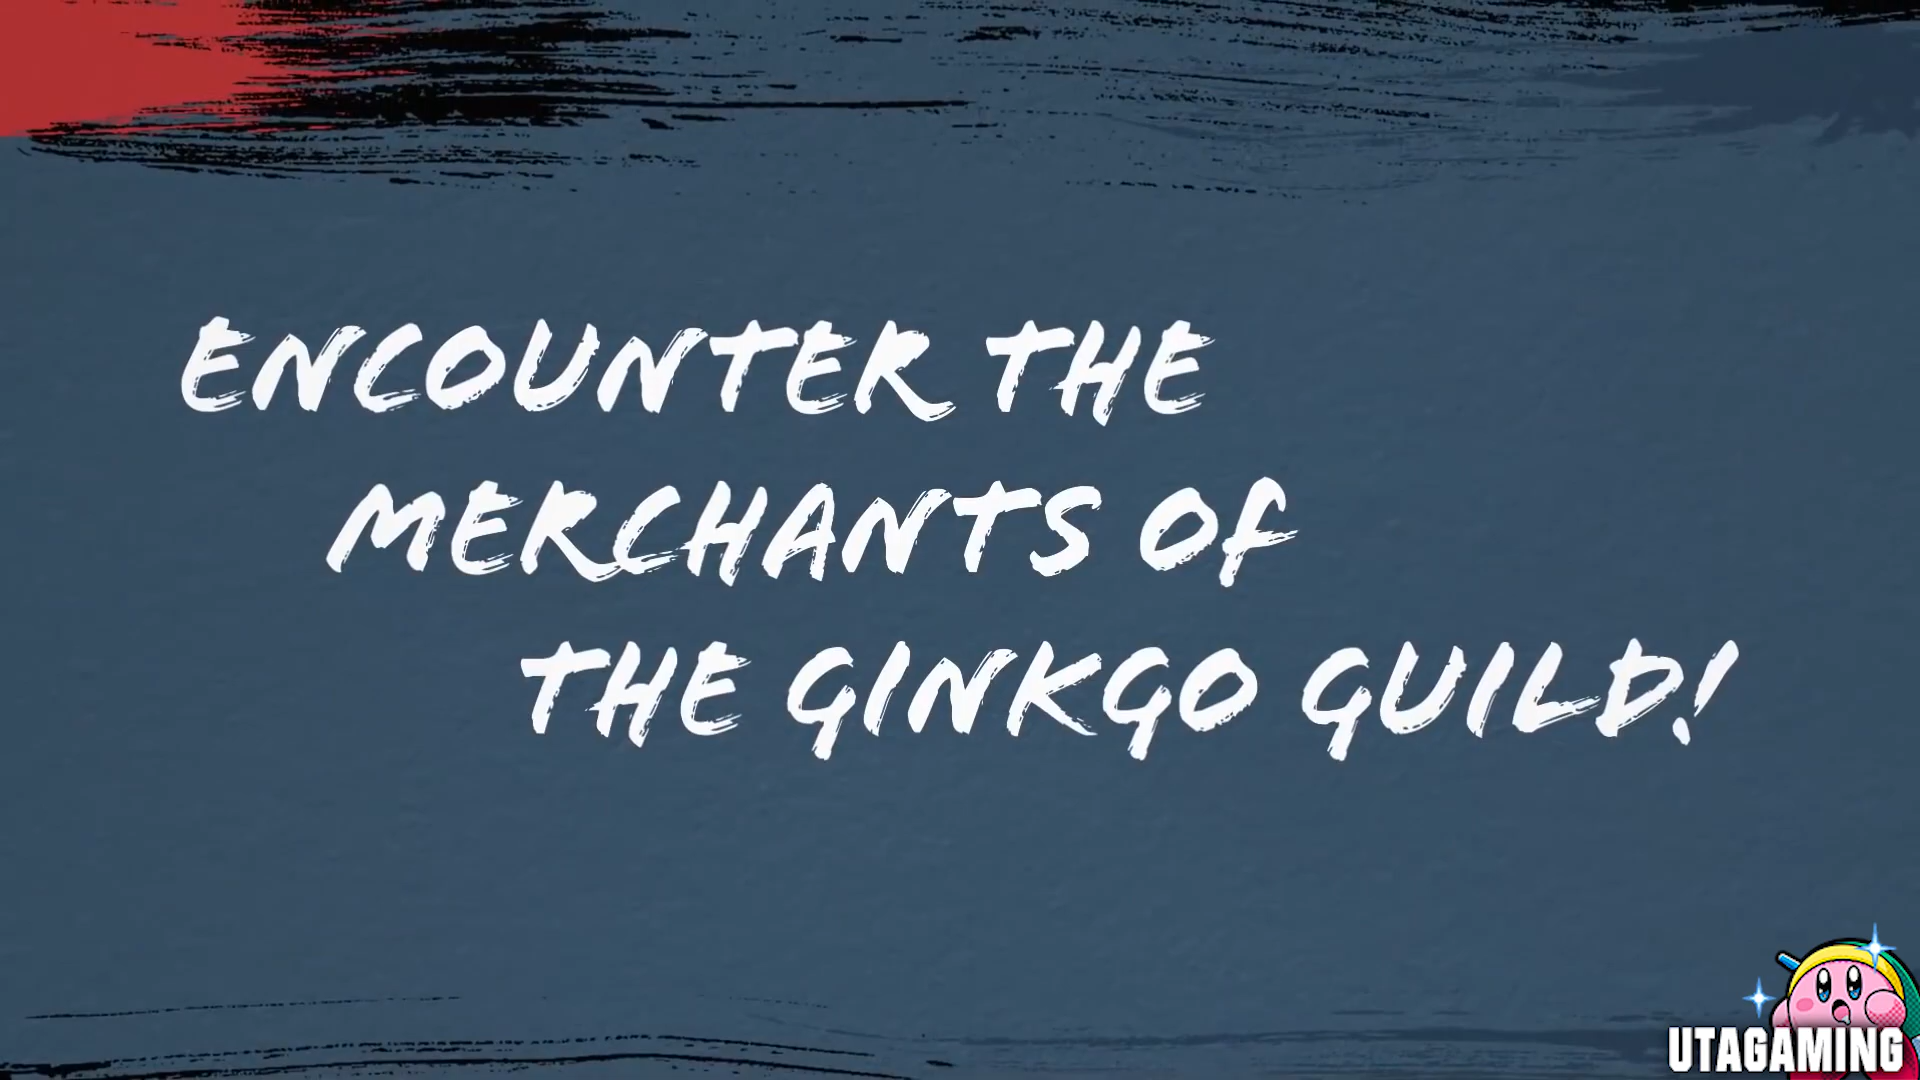 ENCOUNTER THE
MERCHANTS OF
THE GINKGO GUILD!
UTAGAMING